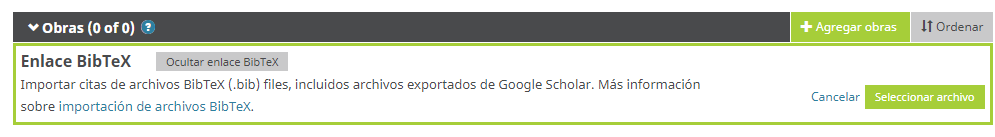 Obras (0 of 0) ? Agregar obras Ordenar
Enlace BibTeX Ocultar enlace BibTeX
Importar citas de archivos BibTeX (.bib) files, incluidos archivos exportados de Google Scholar. Más información
sobre importación de archivos BibTeX.
Cancelar Seleccionar archivo